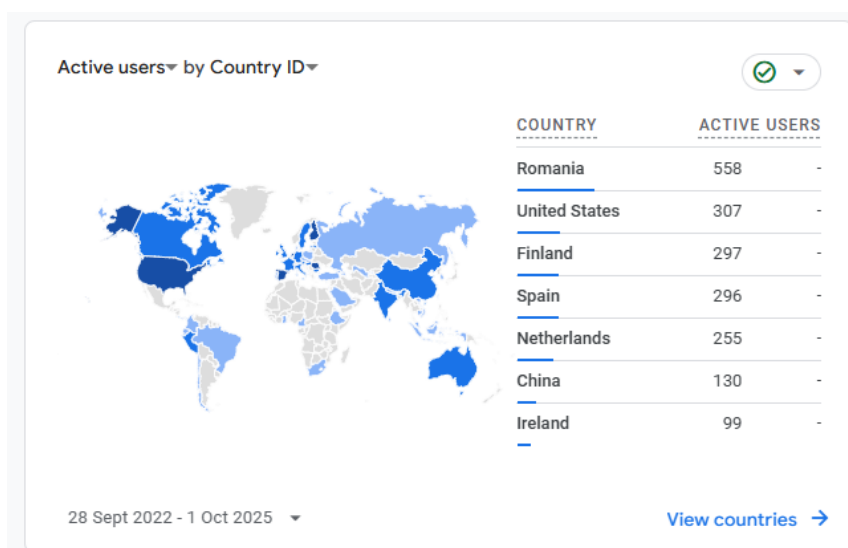 Active users by Country ID
COUNTRY ACTIVE USERS
Romania 558 -
United States 307 -
Finland 297 -
Spain 296 -
Netherlands 255 -
China 130 -
Ireland 99 -
28 Sept 2022 - 1 Oct 2025
View countries